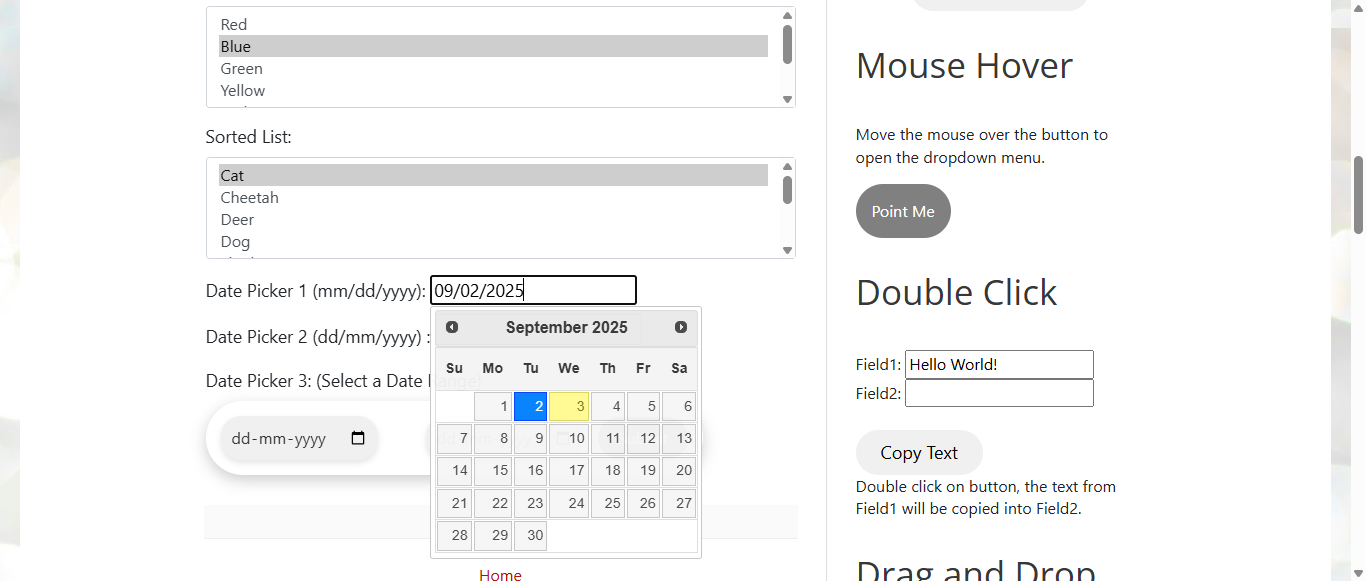 Red
Blue
Green
Yellow
Sorted List:
Cat
Cheetah
Deer
Dog
Date Picker 1 (mm/dd/yyyy): 09/02/2025
September 2025
Su Mo Tu We Th Fr Sa
1 2 3 4 5 6
7 8 9 10 11 12 13
14 15 16 17 18 19 20
21 22 23 24 25 26 27
28 29 30
Date Picker 2 (dd/mm/yyyy) :
Date Picker 3: (Select a Date Range)
dd-mm-yyyy
Home
Mouse Hover
Move the mouse over the button to
open the dropdown menu.
Point Me
Double Click
Field1: Hello World!
Field2:
Copy Text
Double click on button, the text from
Field1 will be copied into Field2.
Drag and Drop